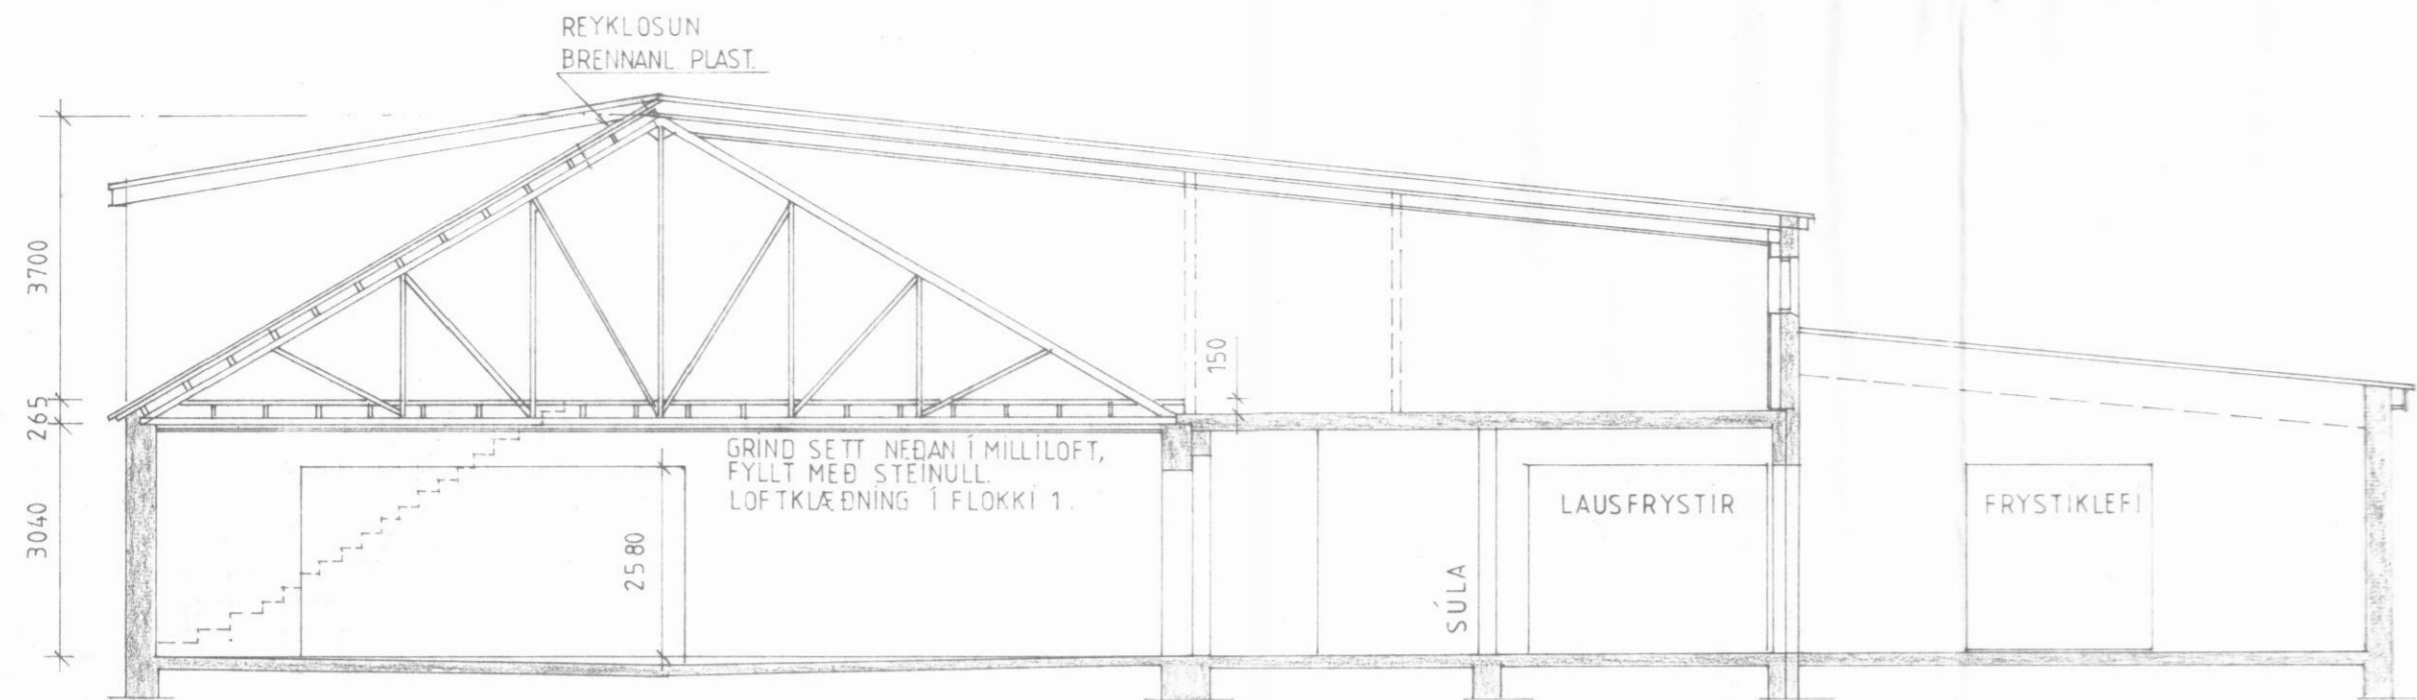 REYKLOSUN
BRENNANL. PLAST.
3700
265
3040
150
GRIND SETT NEÐAN Í MILLILOFT,
FYLLT MEÐ STEINULL.
LOFTKLÆÐNING Í FLOKKI 1.
2580
SÚLA
LAUSFRYSTIR
FRYSTIKLEFI